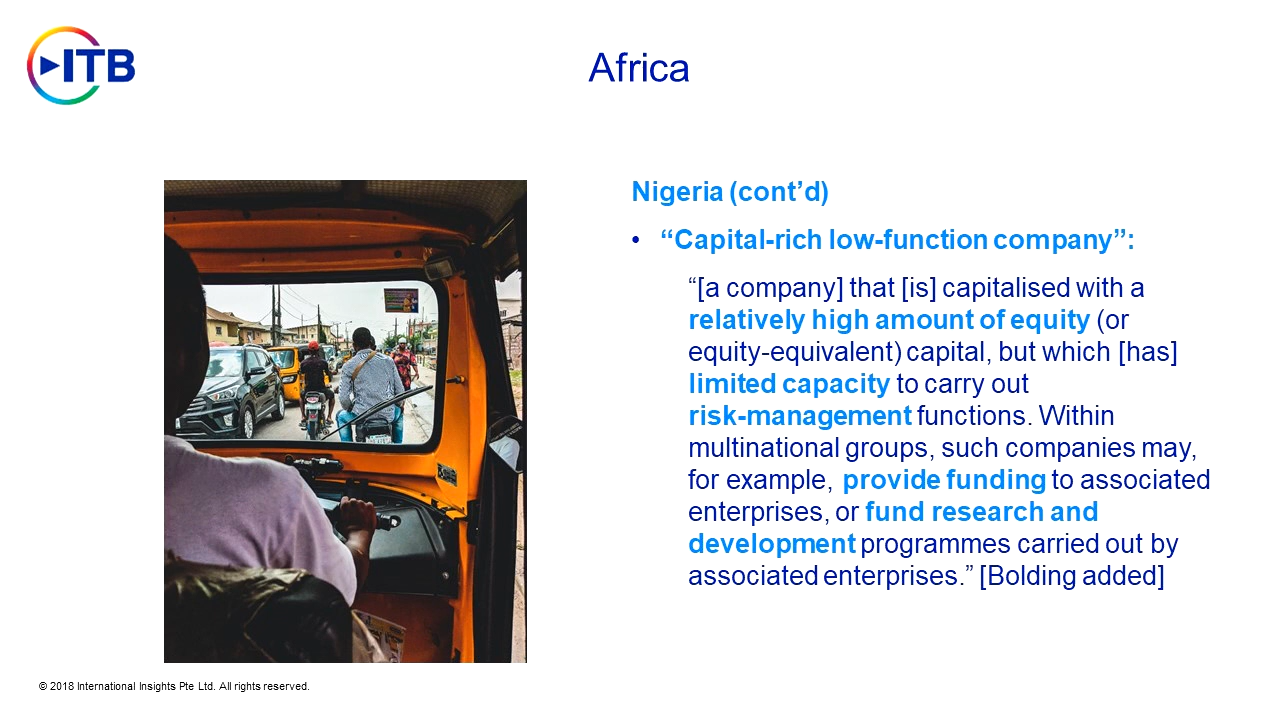 ITB
Africa
Nigeria (cont’d)
• “Capital-rich low-function company”:
“[a company] that [is] capitalised with a
relatively high amount of equity (or
equity-equivalent) capital, but which [has]
limited capacity to carry out
risk-management functions. Within
multinational groups, such companies may,
for example, provide funding to associated
enterprises, or fund research and
development programmes carried out by
associated enterprises.” [Bolding added]
© 2018 International Insights Pte Ltd. All rights reserved.